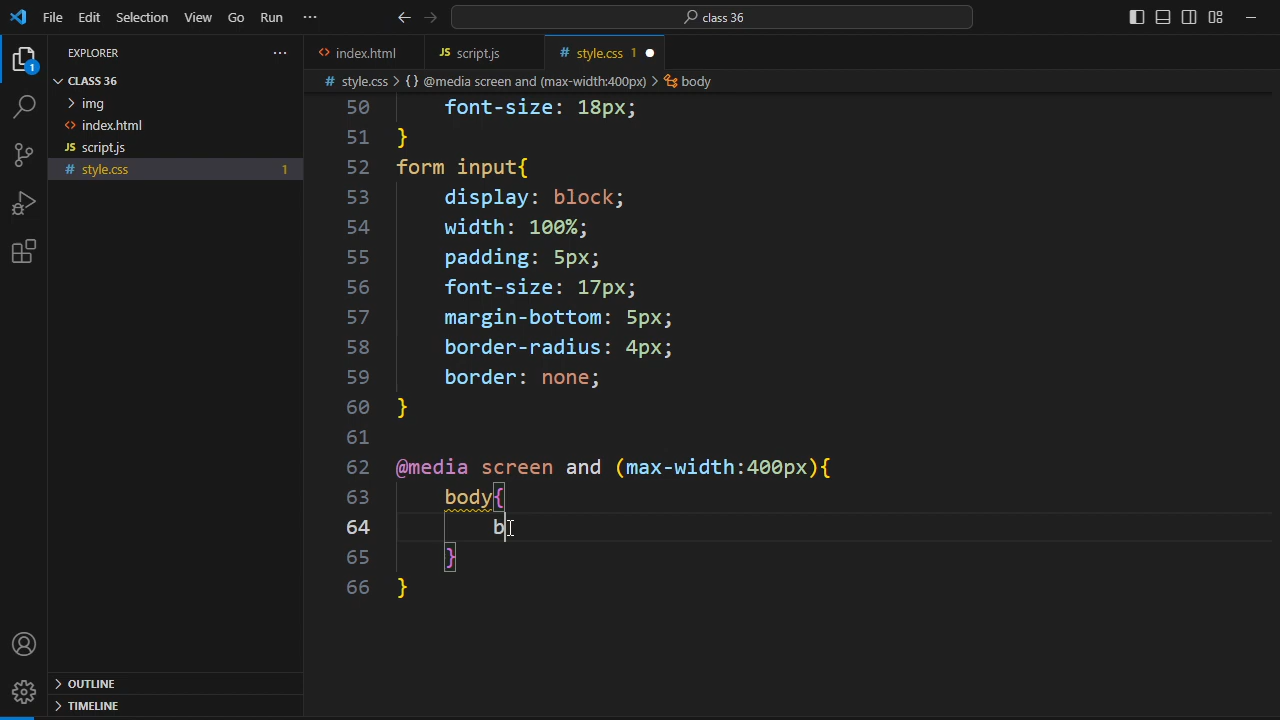 File Edit Selection View Go Run ··· class 36
EXPLORER ···
index.html
JS script.js
# style.css 1
CLASS 36
# style.css > {} @media screen and (max-width:400px) > body
img
index.html
JS script.js
# style.css 1
1
50 font-size: 18px;
51 }
52 form input{
53 display: block;
54 width: 100%;
55 padding: 5px;
56 font-size: 17px;
57 margin-bottom: 5px;
58 border-radius: 4px;
59 border: none;
60 }
61
62 @media screen and (max-width:400px){
63 body{
64 b
65 }
66 }
OUTLINE
TIMELINE